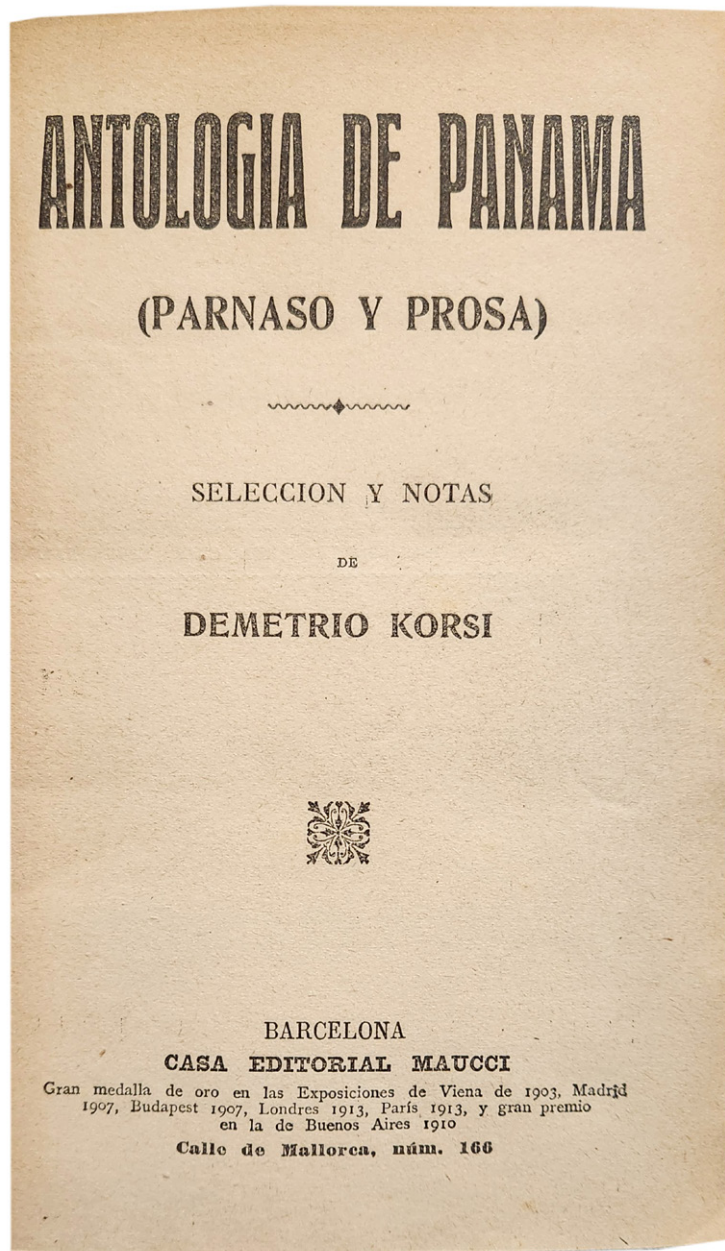 ANTOLOGIA DE PANAMA
(PARNASO Y PROSA)
SELECCION Y NOTAS
DE
DEMETRIO KORSI
BARCELONA
CASA EDITORIAL MAUCCI
Gran medalla de oro en las Exposiciones de Viena de 1903, Madrid
1907, Budapest 1907, Londres 1913, París 1913, y gran premio
en la de Buenos Aires 1910
Calle de Mallorca, núm. 166